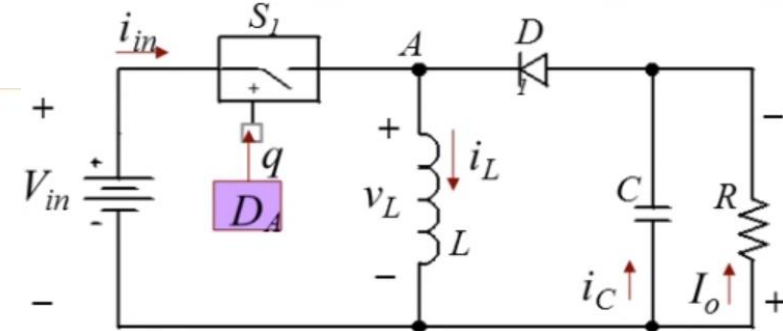 i_in S_1 A D
+ + -
q + i_L
V_in + v_L C R
- D_A L
- - i_C I_o +